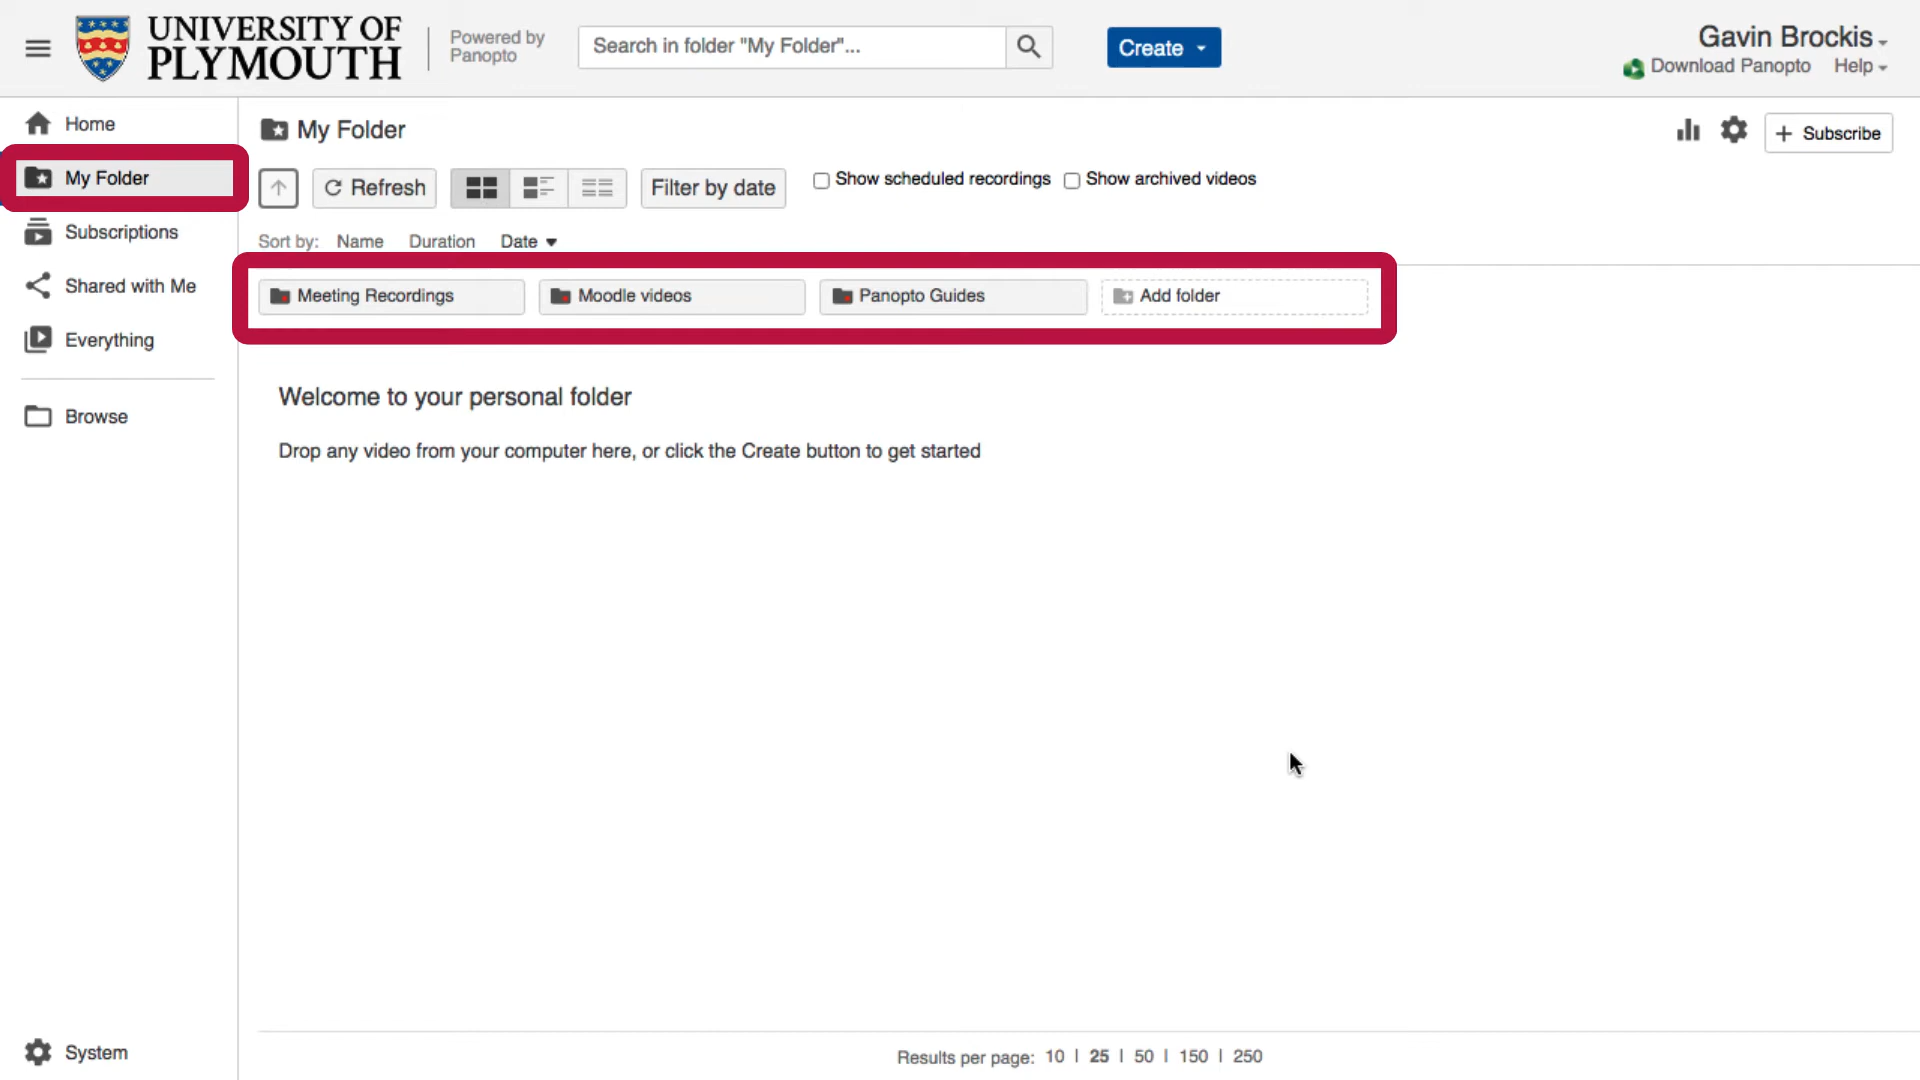 UNIVERSITY OF
PLYMOUTH
Powered by
Panopto
Search in folder "My Folder"...
Create
Gavin Brockis
Download Panopto Help
Home
My Folder
Subscriptions
Shared with Me
Everything
Browse
System
My Folder
Subscribe
Refresh
Filter by date
Show scheduled recordings
Show archived videos
Sort by: Name Duration Date
Meeting Recordings
Moodle videos
Panopto Guides
Add folder
Welcome to your personal folder
Drop any video from your computer here, or click the Create button to get started
Results per page: 10 | 25 | 50 | 150 | 250